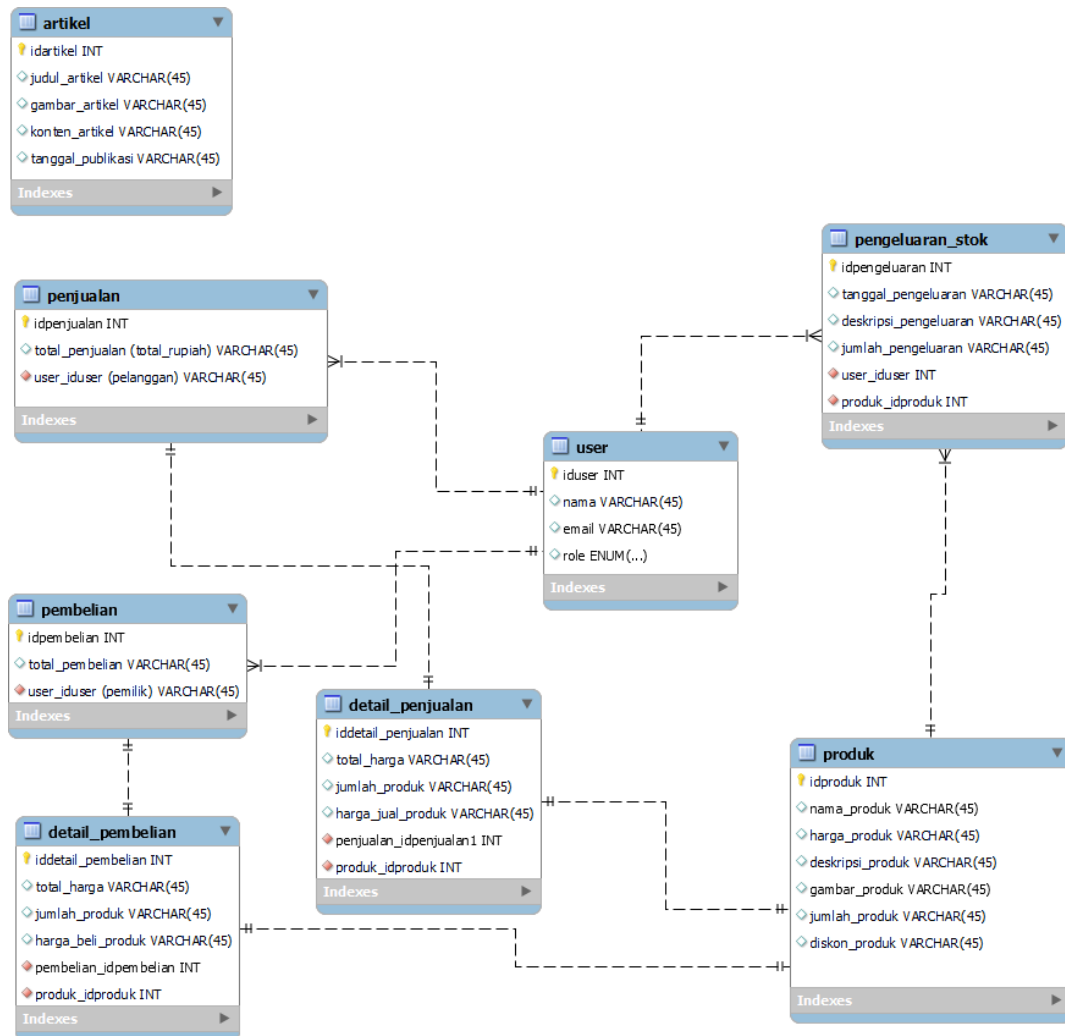 artikel
idartikel INT
judul_artikel VARCHAR(45)
gambar_artikel VARCHAR(45)
konten_artikel VARCHAR(45)
tanggal_publikasi VARCHAR(45)
Indexes
pengeluaran_stok
idpengeluaran INT
tanggal_pengeluaran VARCHAR(45)
deskripsi_pengeluaran VARCHAR(45)
jumlah_pengeluaran VARCHAR(45)
user_iduser INT
produk_idproduk INT
Indexes
penjualan
idpenjualan INT
total_penjualan (total_rupiah) VARCHAR(45)
user_iduser (pelanggan) VARCHAR(45)
Indexes
user
iduser INT
nama VARCHAR(45)
email VARCHAR(45)
role ENUM(...)
Indexes
pembelian
idpembelian INT
total_pembelian VARCHAR(45)
user_iduser (pemilik) VARCHAR(45)
Indexes
detail_penjualan
iddetail_penjualan INT
total_harga VARCHAR(45)
jumlah_produk VARCHAR(45)
harga_jual_produk VARCHAR(45)
penjualan_idpenjualan1 INT
produk_idproduk INT
Indexes
produk
idproduk INT
nama_produk VARCHAR(45)
harga_produk VARCHAR(45)
deskripsi_produk VARCHAR(45)
gambar_produk VARCHAR(45)
jumlah_produk VARCHAR(45)
diskon_produk VARCHAR(45)
Indexes
detail_pembelian
iddetail_pembelian INT
total_harga VARCHAR(45)
jumlah_produk VARCHAR(45)
harga_beli_produk VARCHAR(45)
pembelian_idpembelian INT
produk_idproduk INT
Indexes